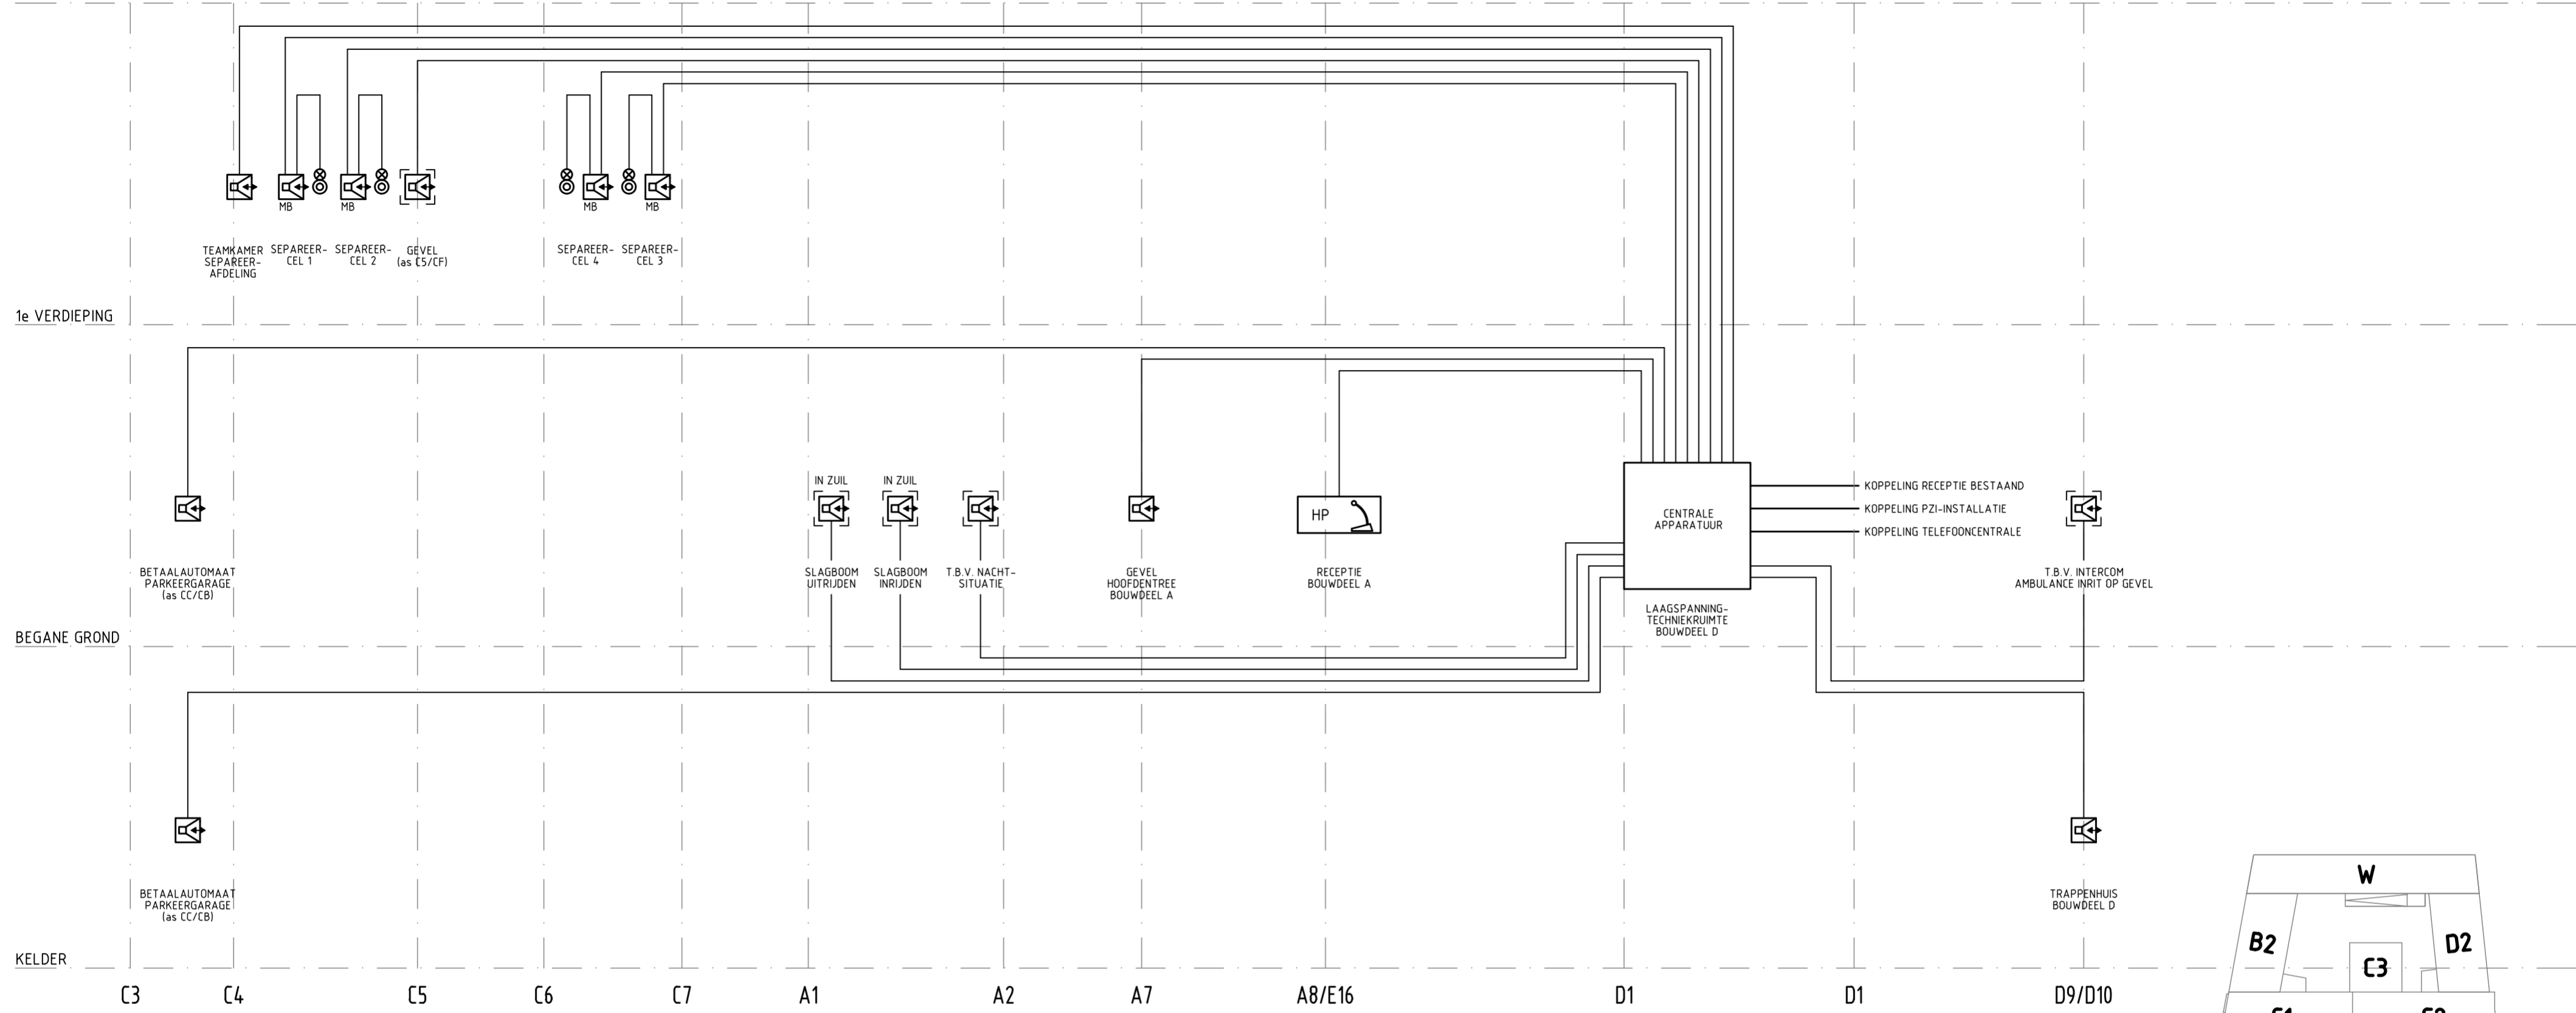 MB
MB
MB
MB
TEAMKAMER
SEPAREER-
AFDELING
SEPAREER-
CEL 1
SEPAREER-
CEL 2
GEVEL
(as C5/CF)
SEPAREER-
CEL 4
SEPAREER-
CEL 3
1e VERDIEPING
IN ZUIL
IN ZUIL
HP
CENTRALE
APPARATUUR
KOPPELING RECEPTIE BESTAAND
KOPPELING PZI-INSTALLATIE
KOPPELING TELEFOONCENTRALE
BETAALAUTOMAAT
PARKEERGARAGE
(as CC/CB)
SLAGBOOM
UITRIJDEN
SLAGBOOM
INRIJDEN
T.B.V. NACHT-
SITUATIE
GEVEL
HOOFDENTREE
BOUWDEEL A
RECEPTIE
BOUWDEEL A
LAAGSPANNING-
TECHNIEKRUIMTE
BOUWDEEL D
T.B.V. INTERCOM
AMBULANCE INRIT OP GEVEL
BEGANE GROND
BETAALAUTOMAAT
PARKEERGARAGE
(as CC/CB)
TRAPPENHUIS
BOUWDEEL D
KELDER
C3
C4
C5
C6
C7
A1
A2
A7
A8/E16
D1
D1
D9/D10
W
B2
D2
C3